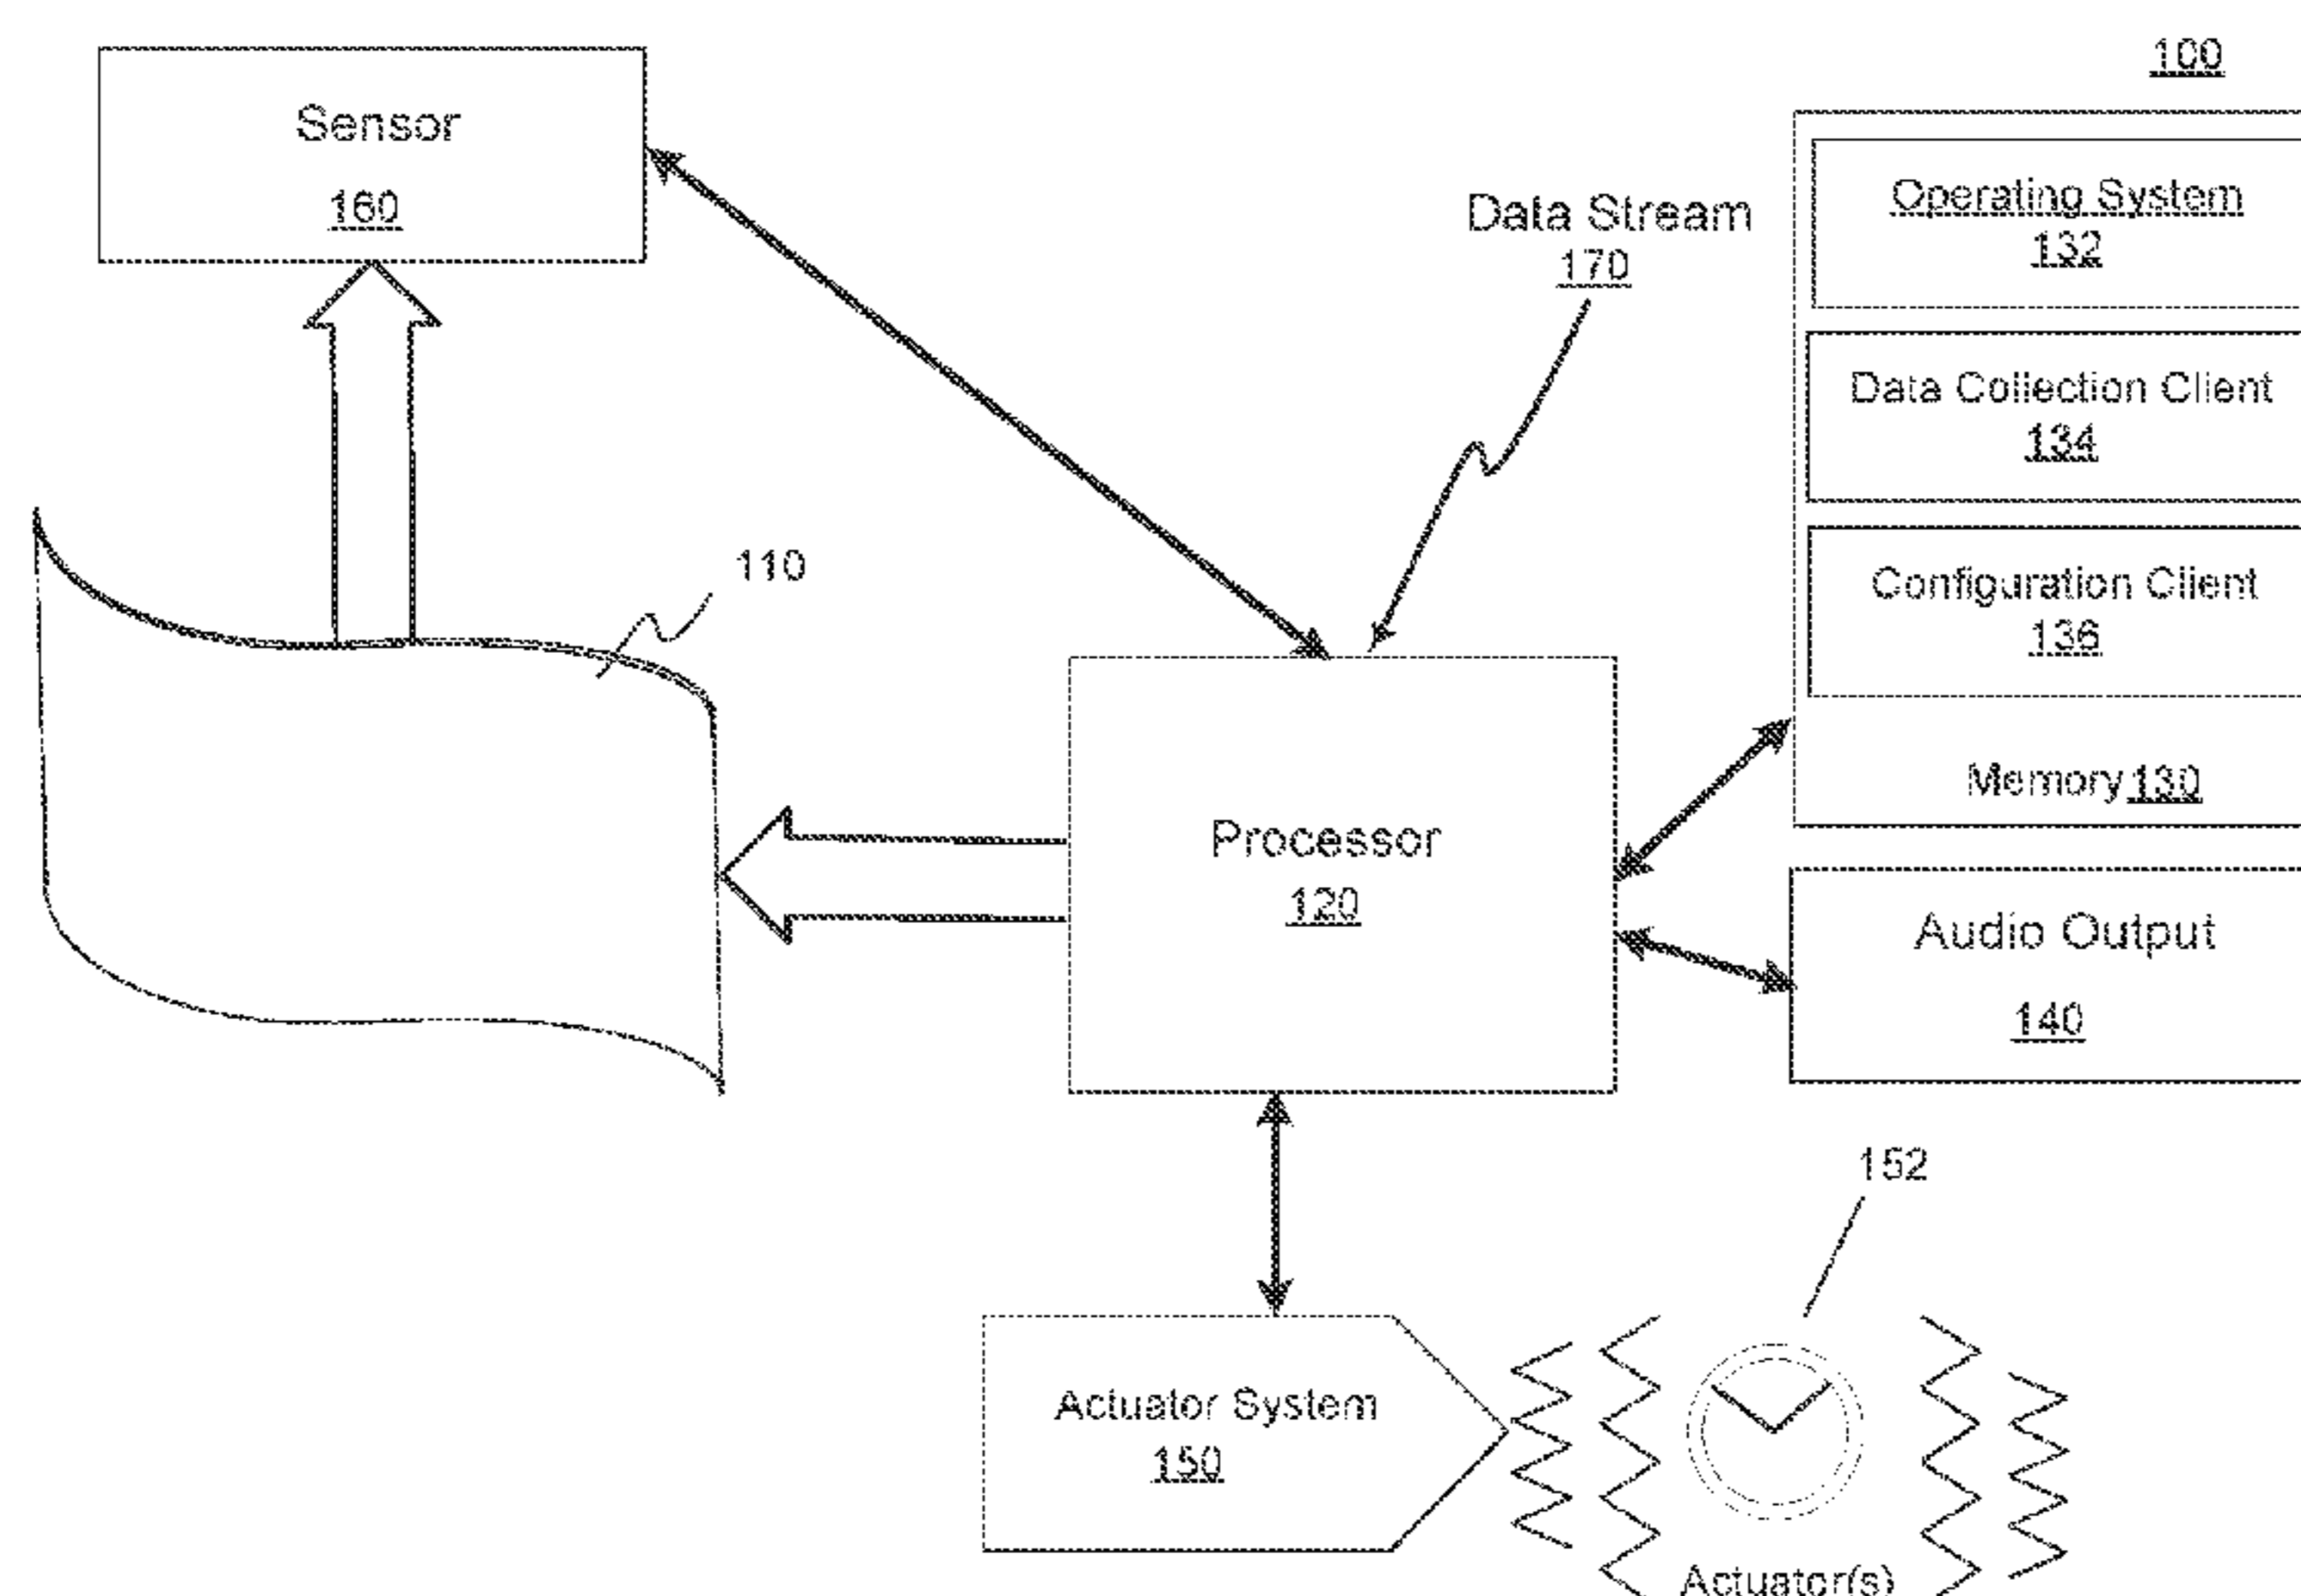 100
Sensor
160
Data Stream
170
Operating System
132
Data Collection Client
134
Configuration Client
136
Memory 130
110
Processor
120
Audio Output
140
152
Actuator System
150
Actuator(s)